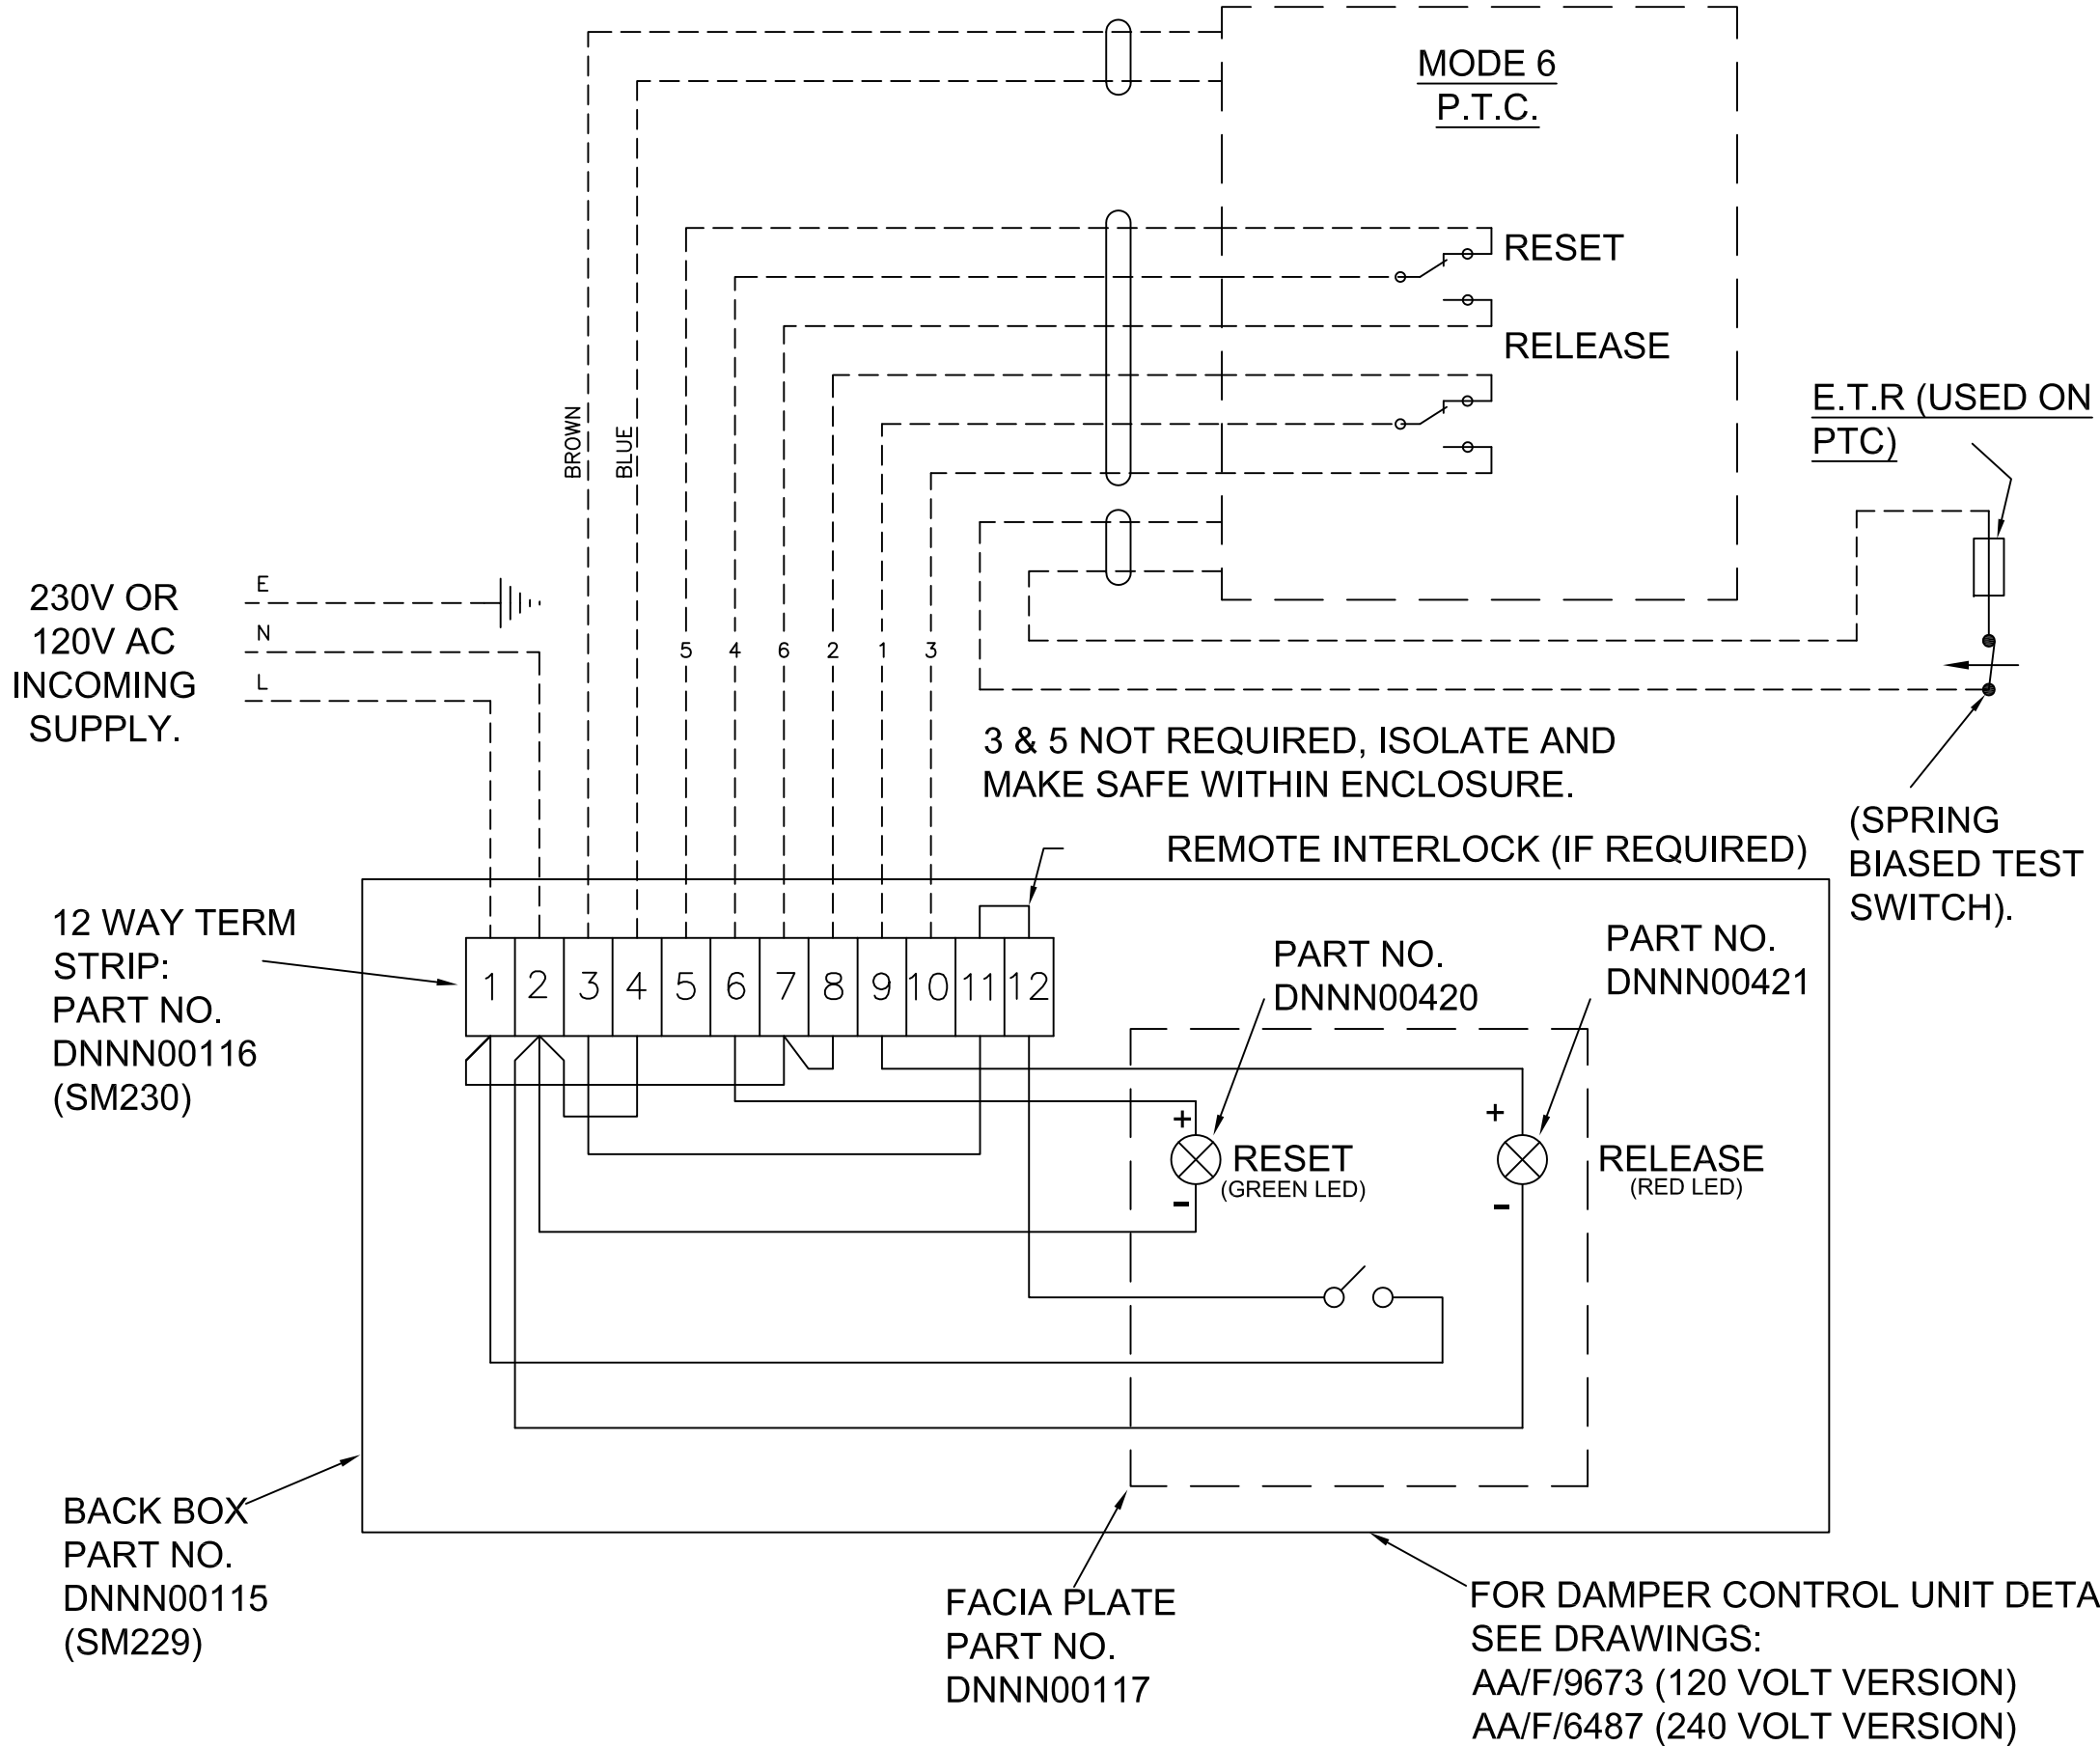 MODE 6
P.T.C.
RESET
RELEASE
E.T.R (USED ON
PTC)
BROWN
BLUE
230V OR
120V AC
INCOMING
SUPPLY.
E
N
L
5 4 6 2 1 3
3 & 5 NOT REQUIRED, ISOLATE AND
MAKE SAFE WITHIN ENCLOSURE.
(SPRING
BIASED TEST
SWITCH).
REMOTE INTERLOCK (IF REQUIRED)
12 WAY TERM
STRIP:
PART NO.
DNNN00116
(SM230)
1 2 3 4 5 6 7 8 9 10 11 12
PART NO.
DNNN00420
PART NO.
DNNN00421
+
RESET
(GREEN LED)
-
+
RELEASE
(RED LED)
-
BACK BOX
PART NO.
DNNN00115
(SM229)
FACIA PLATE
PART NO.
DNNN00117
FOR DAMPER CONTROL UNIT DETA
SEE DRAWINGS:
AA/F/9673 (120 VOLT VERSION)
AA/F/6487 (240 VOLT VERSION)